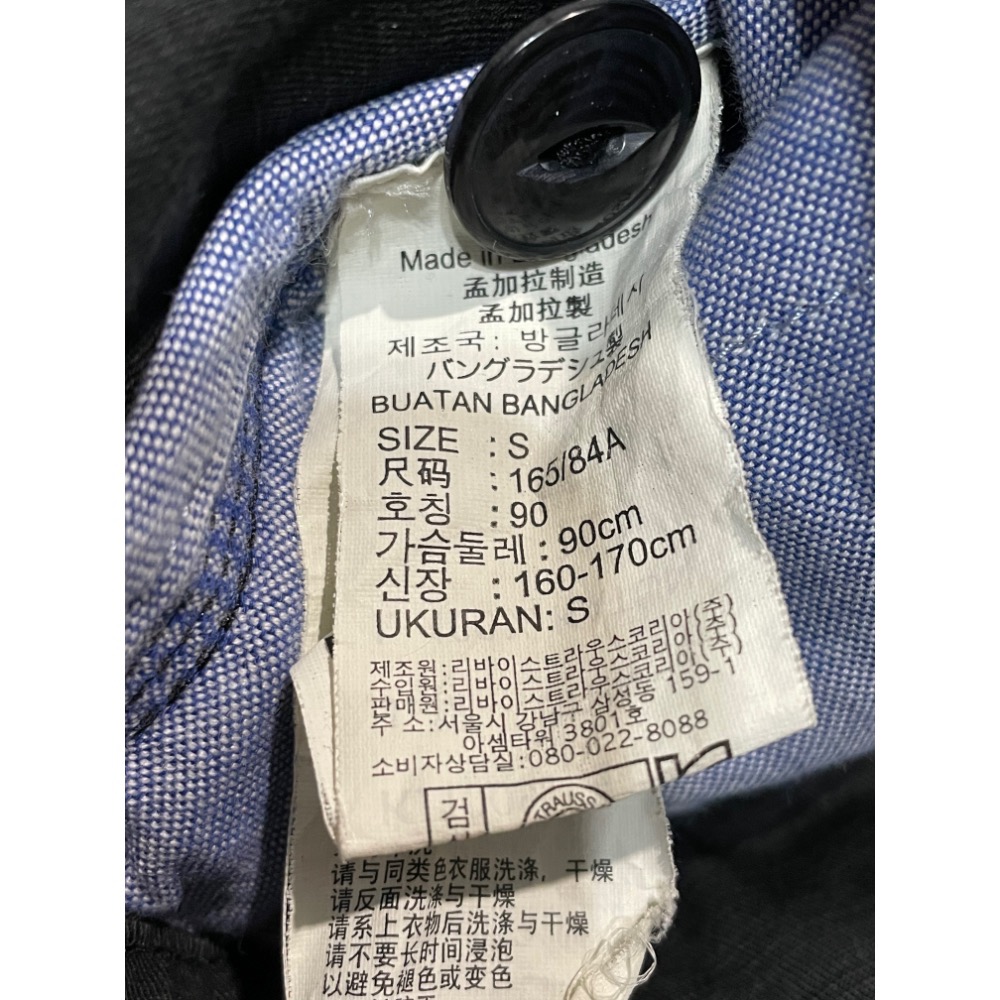 Made in Bangladesh
孟加拉制造
孟加拉製
제조국: 방글라데시
バングラデシュ製
BUATAN BANGLADESH
SIZE : S
尺码 : 165/84A
호칭 : 90
가슴둘레 : 90cm
신장 : 160-170cm
UKURAN: S
제조원:리바이스트라우스코리아(주)
수입원:리바이스트라우스코리아(주)
판매원:리바이스트라우스코리아(주)
주 소:서울시 강남구 삼성동 159-1
아셈타워 3801호
소비자상담실:080-022-8088
검
STRAUSS
请与同类色衣服洗涤，干燥
请反面洗涤与干燥
请系上衣物后洗涤与干燥
请不要长时间浸泡
以避免褪色或变色